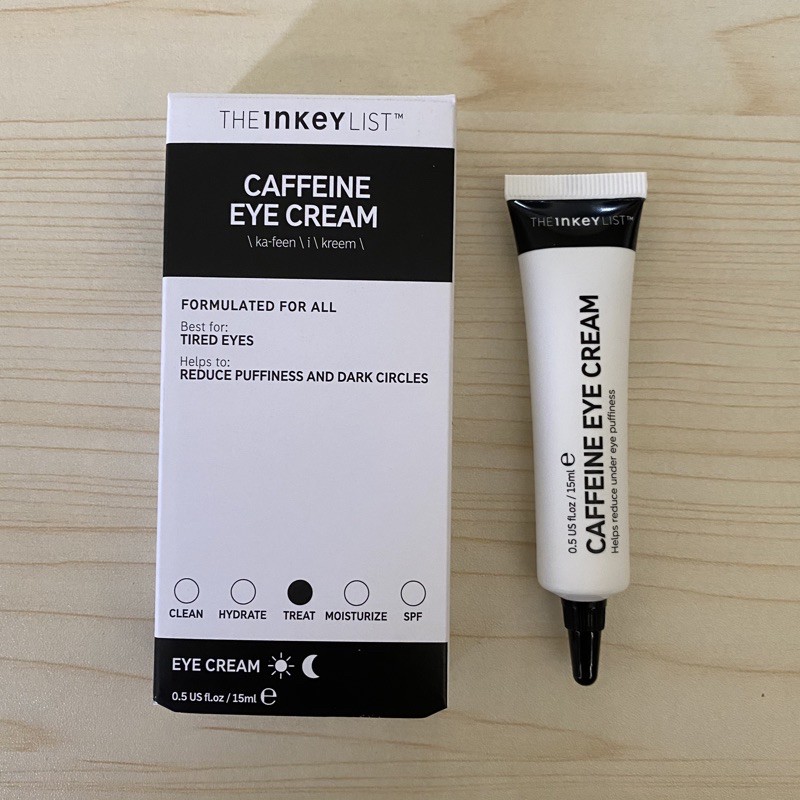 THE INKEY LIST™
CAFFEINE
EYE CREAM
\ ka-feen \ i \ kreem \
FORMULATED FOR ALL
Best for:
TIRED EYES
Helps to:
REDUCE PUFFINESS AND DARK CIRCLES
CLEAN HYDRATE TREAT MOISTURIZE SPF
EYE CREAM
0.5 US fl.oz / 15ml ℮
THE INKEY LIST™
0.5 US fl.oz / 15ml ℮
CAFFEINE EYE CREAM
Helps reduce under eye puffiness